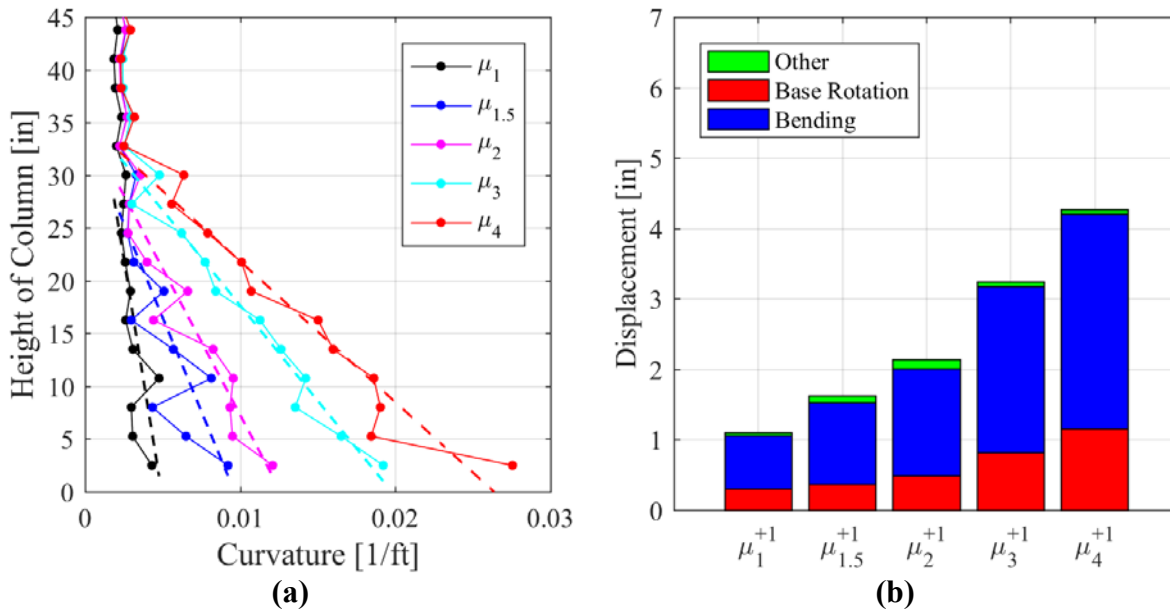 45
40
35
30
25
20
15
10
5
0
Height of Column [in]
0
0.01
0.02
0.03
Curvature [1/ft]
μ1
μ1.5
μ2
μ3
μ4
(a)
7
6
5
4
3
2
1
0
Displacement [in]
Other
Base Rotation
Bending
μ1+1
μ1.5+1
μ2+1
μ3+1
μ4+1
(b)